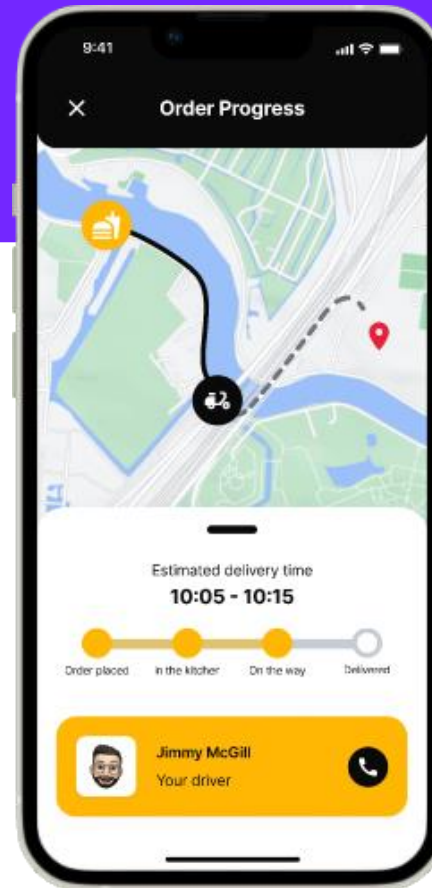 9:41
Order Progress
Estimated delivery time
10:05 - 10:15
Order placed
In the kitchen
On the way
Delivered
Jimmy McGill
Your driver